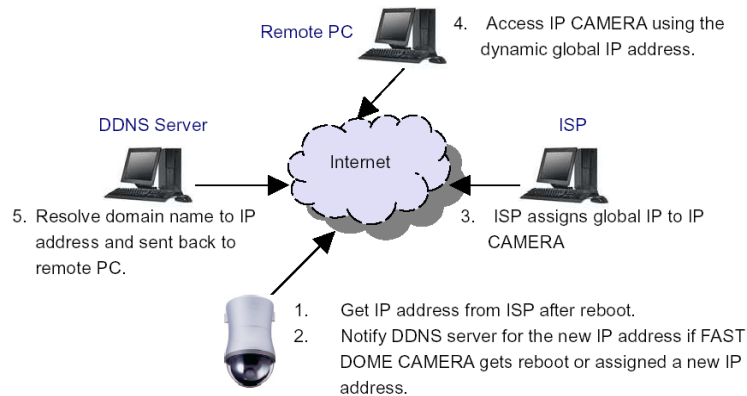 Remote PC
4. Access IP CAMERA using the
dynamic global IP address.
DDNS Server
ISP
Internet
5. Resolve domain name to IP
address and sent back to
remote PC.
3. ISP assigns global IP to IP
CAMERA
1. Get IP address from ISP after reboot.
2. Notify DDNS server for the new IP address if FAST
DOME CAMERA gets reboot or assigned a new IP
address.